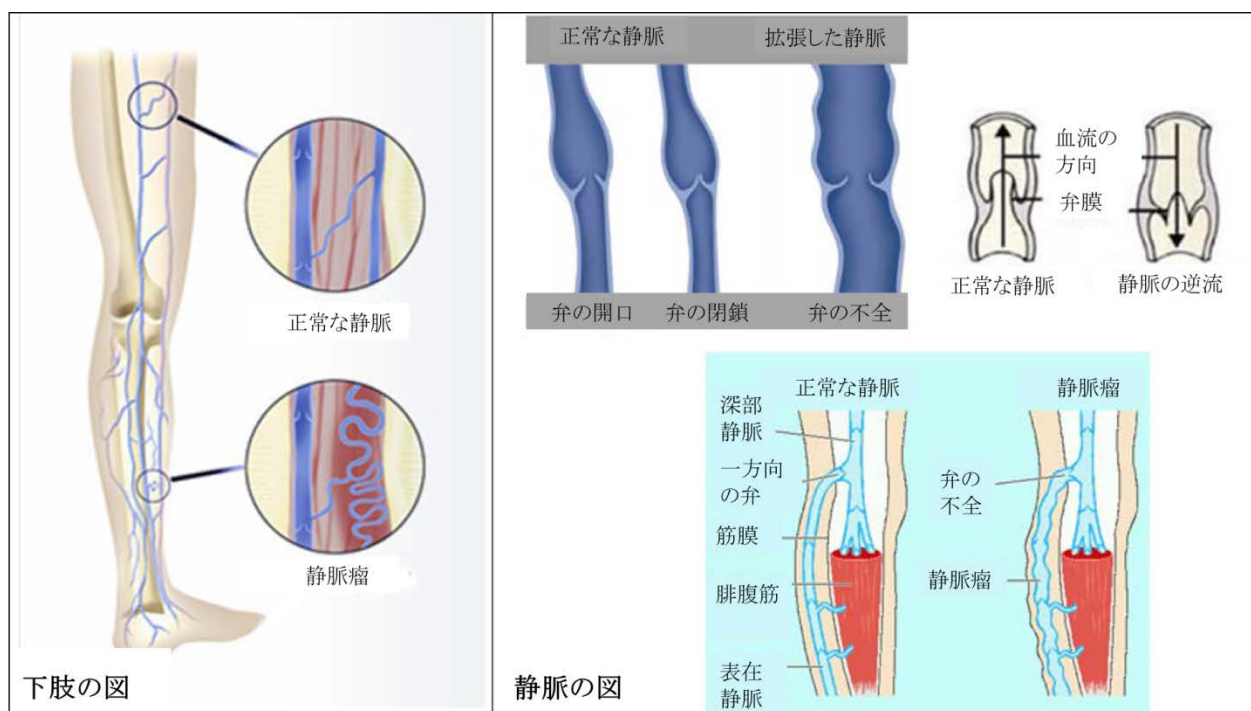 正常な静脈
静脈瘤
下肢の図
正常な静脈
拡張した静脈
弁の開口
弁の閉鎖
弁の不全
血流の
方向
弁膜
正常な静脈
静脈の逆流
正常な静脈
静脈瘤
深部
静脈
一方向
の弁
筋膜
腓腹筋
表在
静脈
弁の
不全
静脈瘤
静脈の図